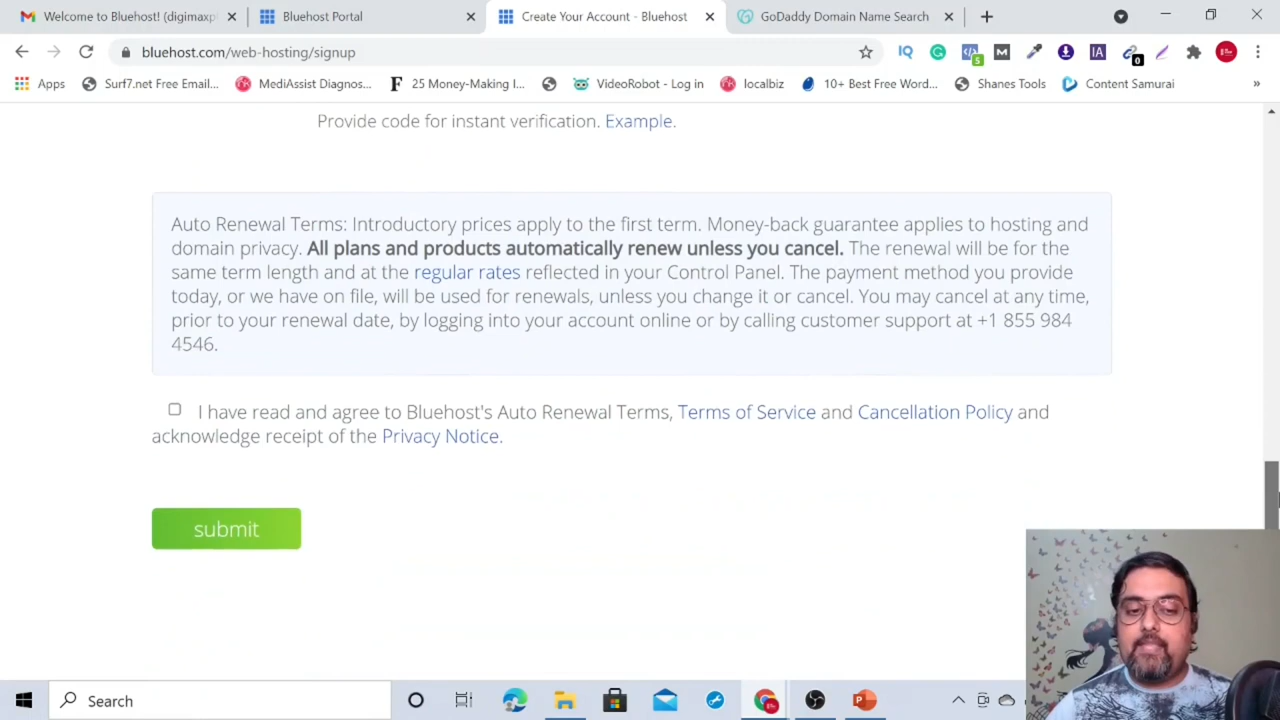 Welcome to Bluehost! (digimaxp
Bluehost Portal
Create Your Account - Bluehost
GoDaddy Domain Name Search
bluehost.com/web-hosting/signup
5
0
Apps
Surf7.net Free Email...
MediAssist Diagnos...
25 Money-Making I...
VideoRobot - Log in
localbiz
10+ Best Free Word...
Shanes Tools
Content Samurai
»
Provide code for instant verification. Example.
Auto Renewal Terms: Introductory prices apply to the first term. Money-back guarantee applies to hosting and
domain privacy. All plans and products automatically renew unless you cancel. The renewal will be for the
same term length and at the regular rates reflected in your Control Panel. The payment method you provide
today, or we have on file, will be used for renewals, unless you change it or cancel. You may cancel at any time,
prior to your renewal date, by logging into your account online or by calling customer support at +1 855 984
4546.
I have read and agree to Bluehost's Auto Renewal Terms, Terms of Service and Cancellation Policy and
acknowledge receipt of the Privacy Notice.
submit
Search